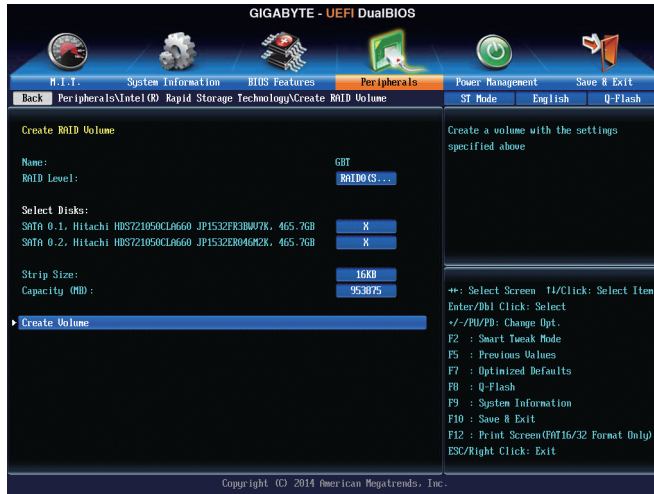 GIGABYTE - UEFI DualBIOS
M.I.T.
System Information
BIOS Features
Peripherals
Power Management
Save & Exit
Back
Peripherals\Intel(R) Rapid Storage Technology\Create RAID Volume
ST Mode
English
Q-Flash
Create RAID Volume
Name: GBT
RAID Level: RAID0(S...
Select Disks:
SATA 0.1, Hitachi HDS721050CLA660 JP1532FR3BWV7K, 465.7GB X
SATA 0.2, Hitachi HDS721050CLA660 JP1532ER046M2K, 465.7GB X
Strip Size: 16KB
Capacity (MB): 953875
Create Volume
Create a volume with the settings
specified above
↔: Select Screen ↑↓/Click: Select Item
Enter/Dbl Click: Select
+/-/PU/PD: Change Opt.
F2 : Smart Tweak Mode
F5 : Previous Values
F7 : Optimized Defaults
F8 : Q-Flash
F9 : System Information
F10 : Save & Exit
F12 : Print Screen(FAT16/32 Format Only)
ESC/Right Click: Exit
Copyright (C) 2014 American Megatrends, Inc.